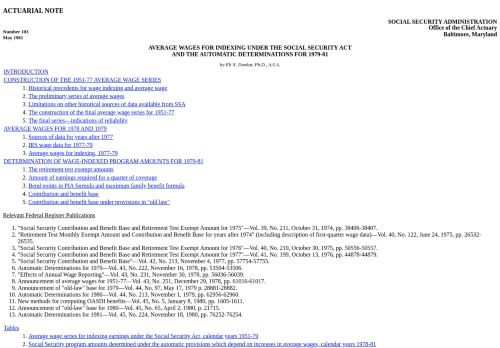 ACTUARIAL NOTE
SOCIAL SECURITY ADMINISTRATION
Number 103
Office of the Chief Actuary
May 1981
Baltimore, Maryland
AVERAGE WAGES FOR INDEXING UNDER THE SOCIAL SECURITY ACT
AND THE AUTOMATIC DETERMINATIONS FOR 1979-81
by Eli N. Donkar, Ph.D., A.S.A.
INTRODUCTION
CONSTRUCTION OF THE 1951-77 AVERAGE WAGE SERIES
1. Historical precedents for wage indexing and average wage
2. The preliminary series of average wages
3. Limitations on other historical sources of data available from SSA
4. The construction of the final average wage series for 1951-77
5. The final series—indications of reliability
AVERAGE WAGES FOR 1978 AND 1979
1. Sources of data for years after 1977
2. IRS wage data for 1977-79
3. Average wages for indexing, 1977-79
DETERMINATION OF WAGE-INDEXED PROGRAM AMOUNTS FOR 1979-81
1. The retirement test exempt amounts
2. Amount of earnings required for a quarter of coverage
3. Bend points in PIA formula and maximum family benefit formula
4. Contribution and benefit base
5. Contribution and benefit base under provisions in "old law"
Relevant Federal Register Publications
1. "Social Security Contribution and Benefit Base and Retirement Test Exempt Amount for 1975"—Vol. 39, No. 211, October 31, 1974, pp. 38406-38407.
2. "Retirement Test Monthly Exempt Amount and Contribution and Benefit Base for years after 1974" (including description of first-quarter wage data)—Vol. 40, No. 122, June 24, 1975, pp. 26532-
26535.
3. "Social Security Contribution and Benefit Base and Retirement Test Exempt Amount for 1976"—Vol. 40, No. 210, October 30, 1975, pp. 50556-50557.
4. "Social Security Contribution and Benefit Base and Retirement Test Exempt Amount for 1977"—Vol. 41, No. 199, October 13, 1976, pp. 44878-44879.
5. "Social Security Contribution and Benefit Base"—Vol. 42, No. 213, November 4, 1977, pp. 57754-57755.
6. Automatic Determinations for 1979—Vol. 43, No. 222, November 16, 1978, pp. 53504-53506.
7. "Effects of Annual Wage Reporting"—Vol. 43, No. 231, November 30, 1978, pp. 56036-56039.
8. Announcement of average wages for 1951-77—Vol. 43, No. 251, December 29, 1978, pp. 61016-61017.
9. Announcement of "old-law" base for 1979—Vol. 44, No. 97, May 17, 1979 p. 28881-28882.
10. Automatic Determinations for 1980—Vol. 44, No. 213, November 1, 1979, pp. 62956-62960.
11. New methods for computing OASDI benefits—Vol. 45, No. 5, January 8, 1980, pp. 1605-1611.
12. Announcement of "old-law" base for 1980—Vol. 45, No. 65, April 2, 1980, p. 21715.
13. Automatic Determinations for 1981—Vol. 45, No. 224, November 18, 1980, pp. 76252-76254.
Tables
1. Average wage series for indexing earnings under the Social Security Act, calendar years 1951-79
2. Social Security program amounts determined under the automatic provisions which depend on increases in average wages, calendar years 1978-81